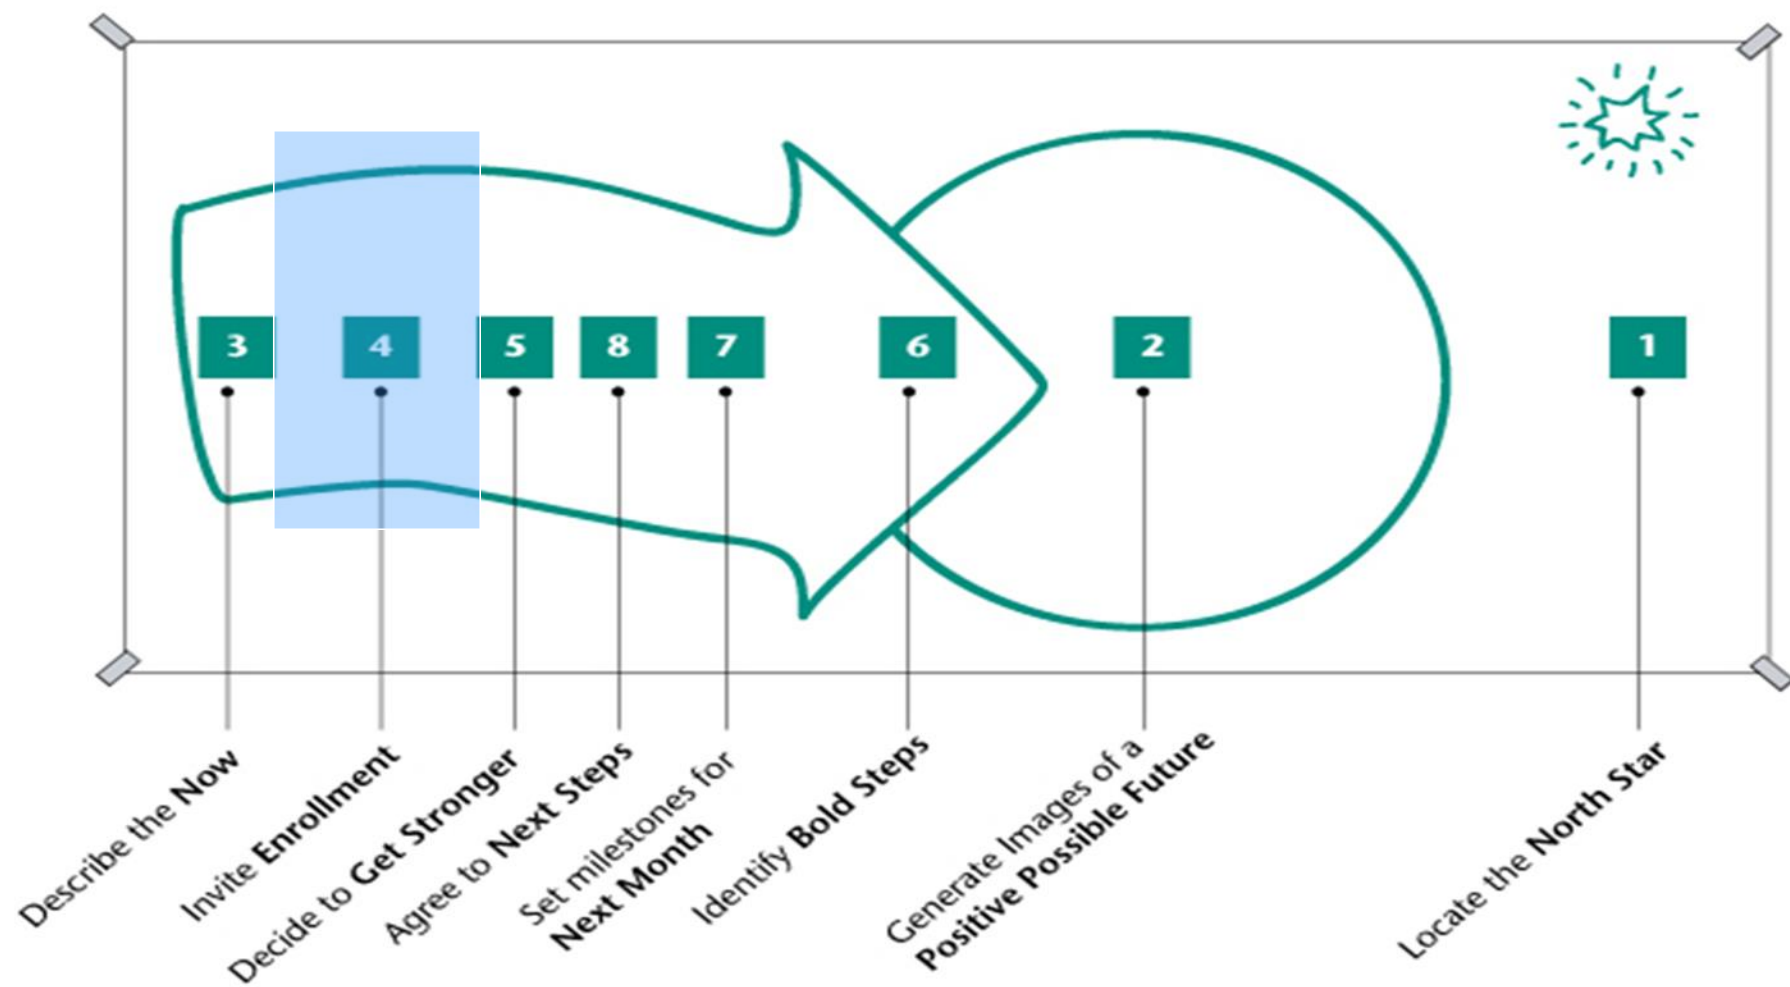 3
4
5
8
7
6
2
1
Describe the Now
Invite Enrollment
Decide to Get Stronger
Agree to Next Steps
Set milestones for
Next Month
Identify Bold Steps
Generate Images of a
Positive Possible Future
Locate the North Star